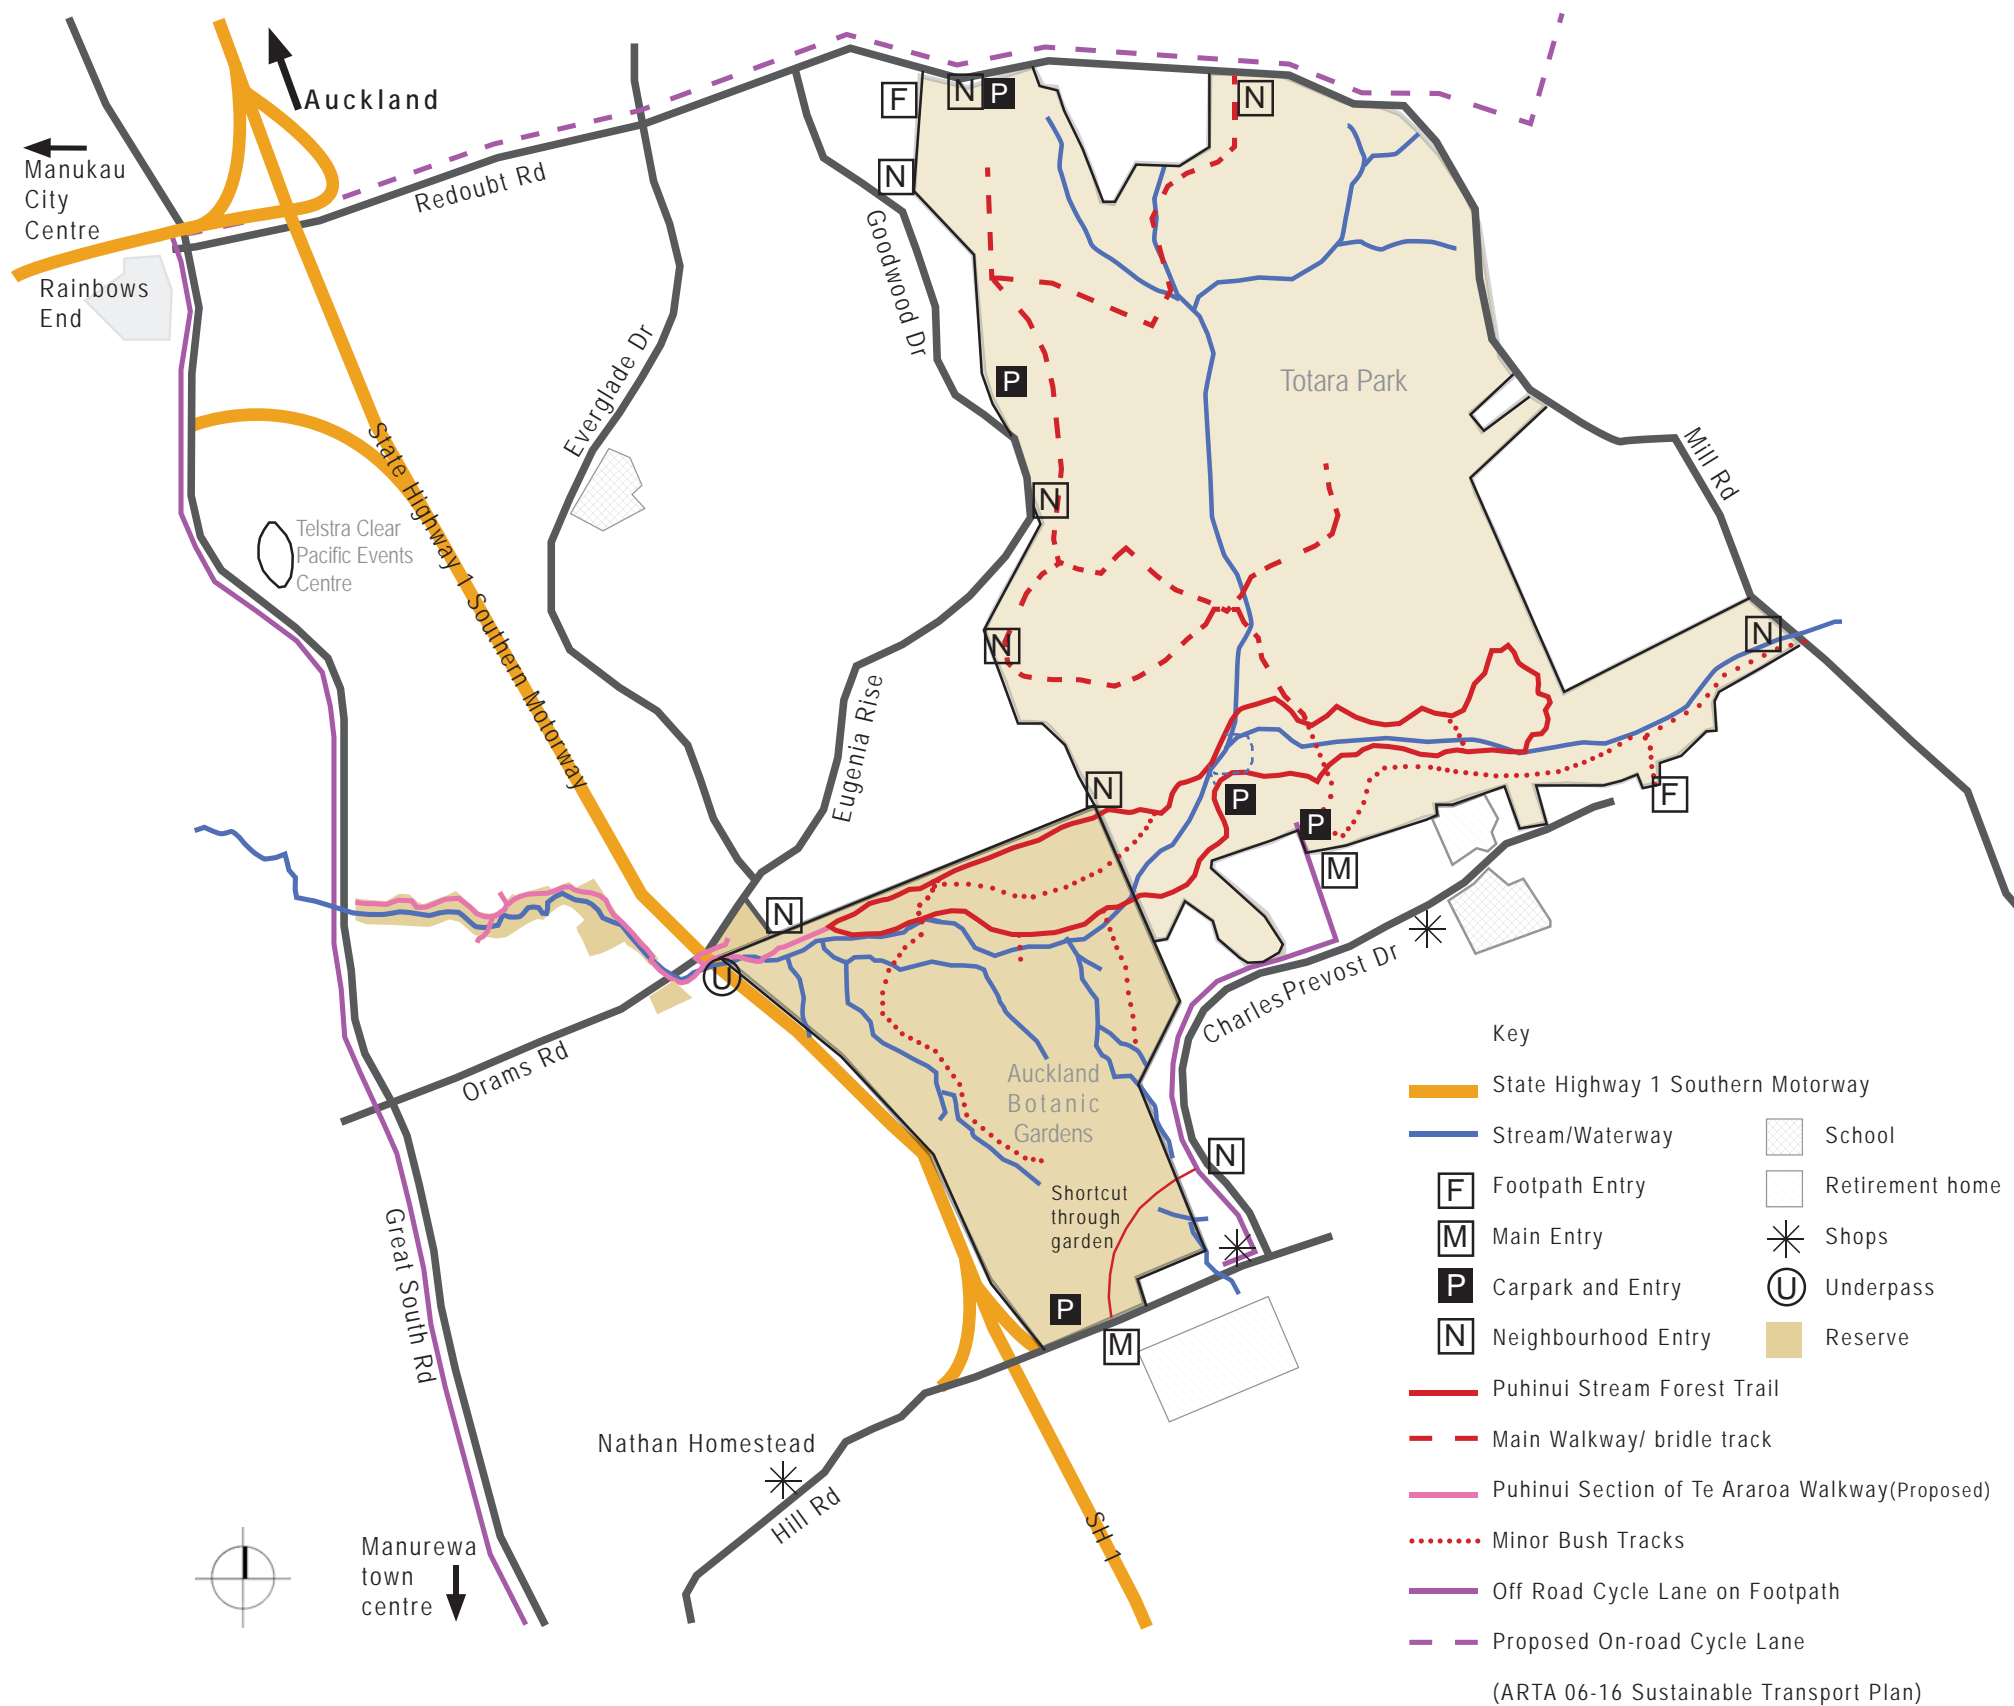 Auckland
Manukau
City
Centre
Rainbows
End
Redoubt Rd
F
N
P
N
N
Goodwood Dr
Everglade Dr
P
Totara Park
State Highway 1 Southern Motorway
Mill Rd
Telstra Clear
Pacific Events
Centre
N
N
N
Eugenia Rise
N
P
P
F
M
N
U
Charles Prevost Dr
Orams Rd
Auckland
Botanic
Gardens
N
Shortcut
through
garden
Great South Rd
P
M
Nathan Homestead
Hill Rd
SH 1
Manurewa
town
centre
Key
State Highway 1 Southern Motorway
Stream/Waterway
School
F Footpath Entry
Retirement home
M Main Entry
Shops
P Carpark and Entry
U Underpass
N Neighbourhood Entry
Reserve
Puhinui Stream Forest Trail
Main Walkway/ bridle track
Puhinui Section of Te Araroa Walkway(Proposed)
Minor Bush Tracks
Off Road Cycle Lane on Footpath
Proposed On-road Cycle Lane
(ARTA 06-16 Sustainable Transport Plan)